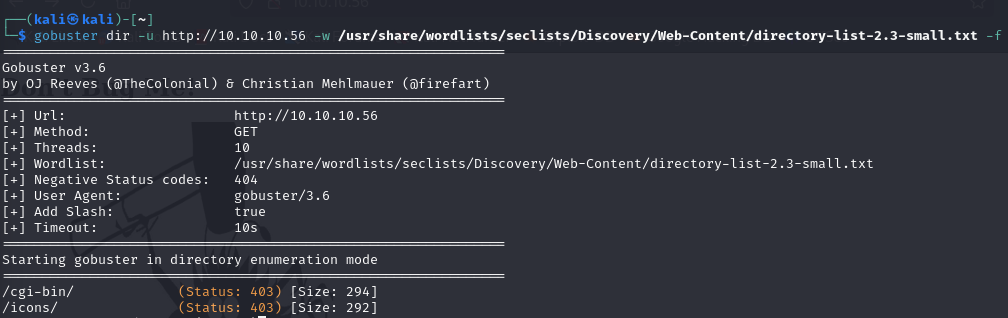 10.10.10.56
┌──(kali㉿kali)-[~]
└─$ gobuster dir -u http://10.10.10.56 -w /usr/share/wordlists/seclists/Discovery/Web-Content/directory-list-2.3-small.txt -f
===============================================================
Gobuster v3.6
by OJ Reeves (@TheColonial) & Christian Mehlmauer (@firefart)
===============================================================
[+] Url:                     http://10.10.10.56
[+] Method:                  GET
[+] Threads:                 10
[+] Wordlist:                /usr/share/wordlists/seclists/Discovery/Web-Content/directory-list-2.3-small.txt
[+] Negative Status codes:   404
[+] User Agent:              gobuster/3.6
[+] Add Slash:               true
[+] Timeout:                 10s
===============================================================
Starting gobuster in directory enumeration mode
===============================================================
/cgi-bin/             (Status: 403) [Size: 294]
/icons/               (Status: 403) [Size: 292]